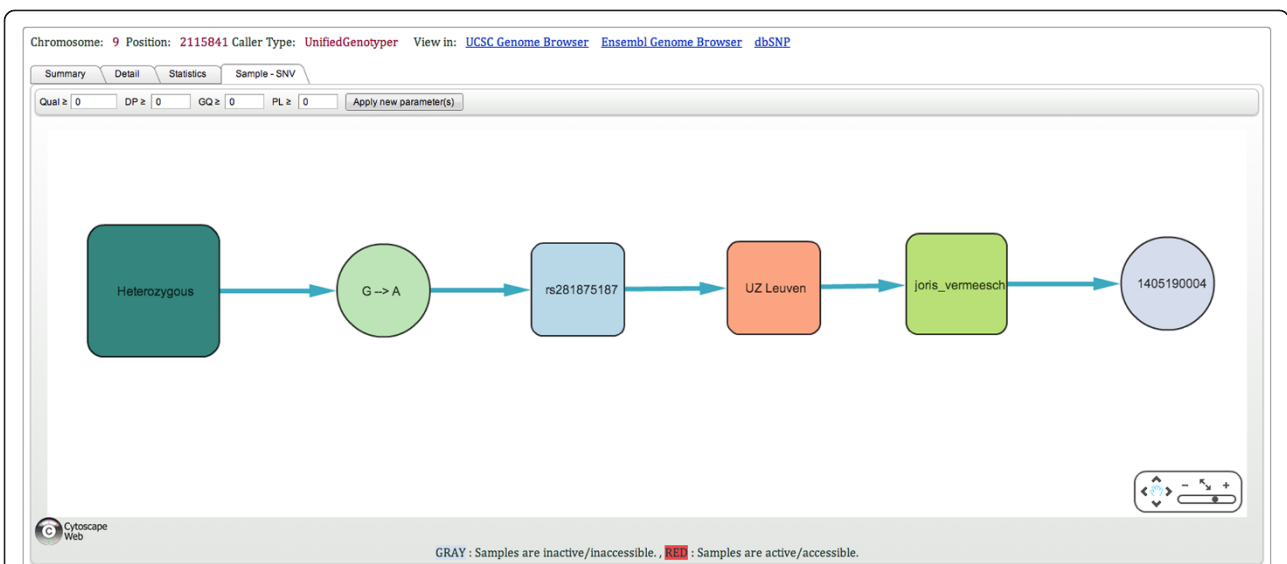 Chromosome: 9 Position: 2115841 Caller Type: UnifiedGenotyper View in: UCSC Genome Browser Ensembl Genome Browser dbSNP
Summary Detail Statistics Sample - SNV
Qual ≥ 0 DP ≥ 0 GQ ≥ 0 PL ≥ 0 Apply new parameter(s)
Heterozygous G --> A rs281875187 UZ Leuven joris_vermeesch 1405190004
C Cytoscape
Web
GRAY : Samples are inactive/inaccessible. , RED : Samples are active/accessible.